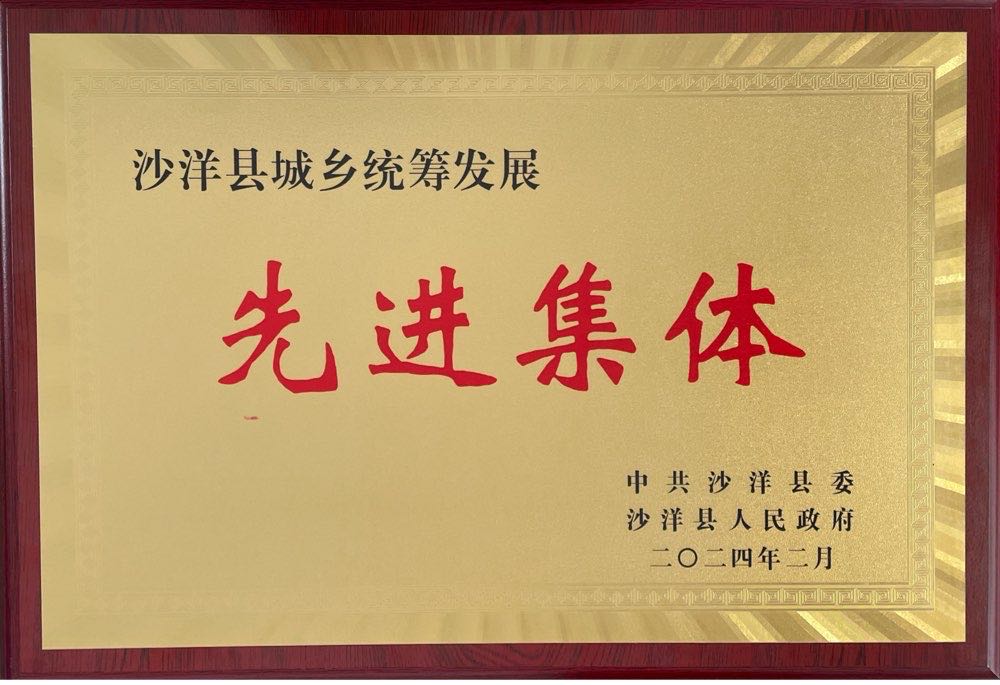 沙洋县城乡统筹发展
先进集体
中共沙洋县委
沙洋县人民政府
二〇二四年二月